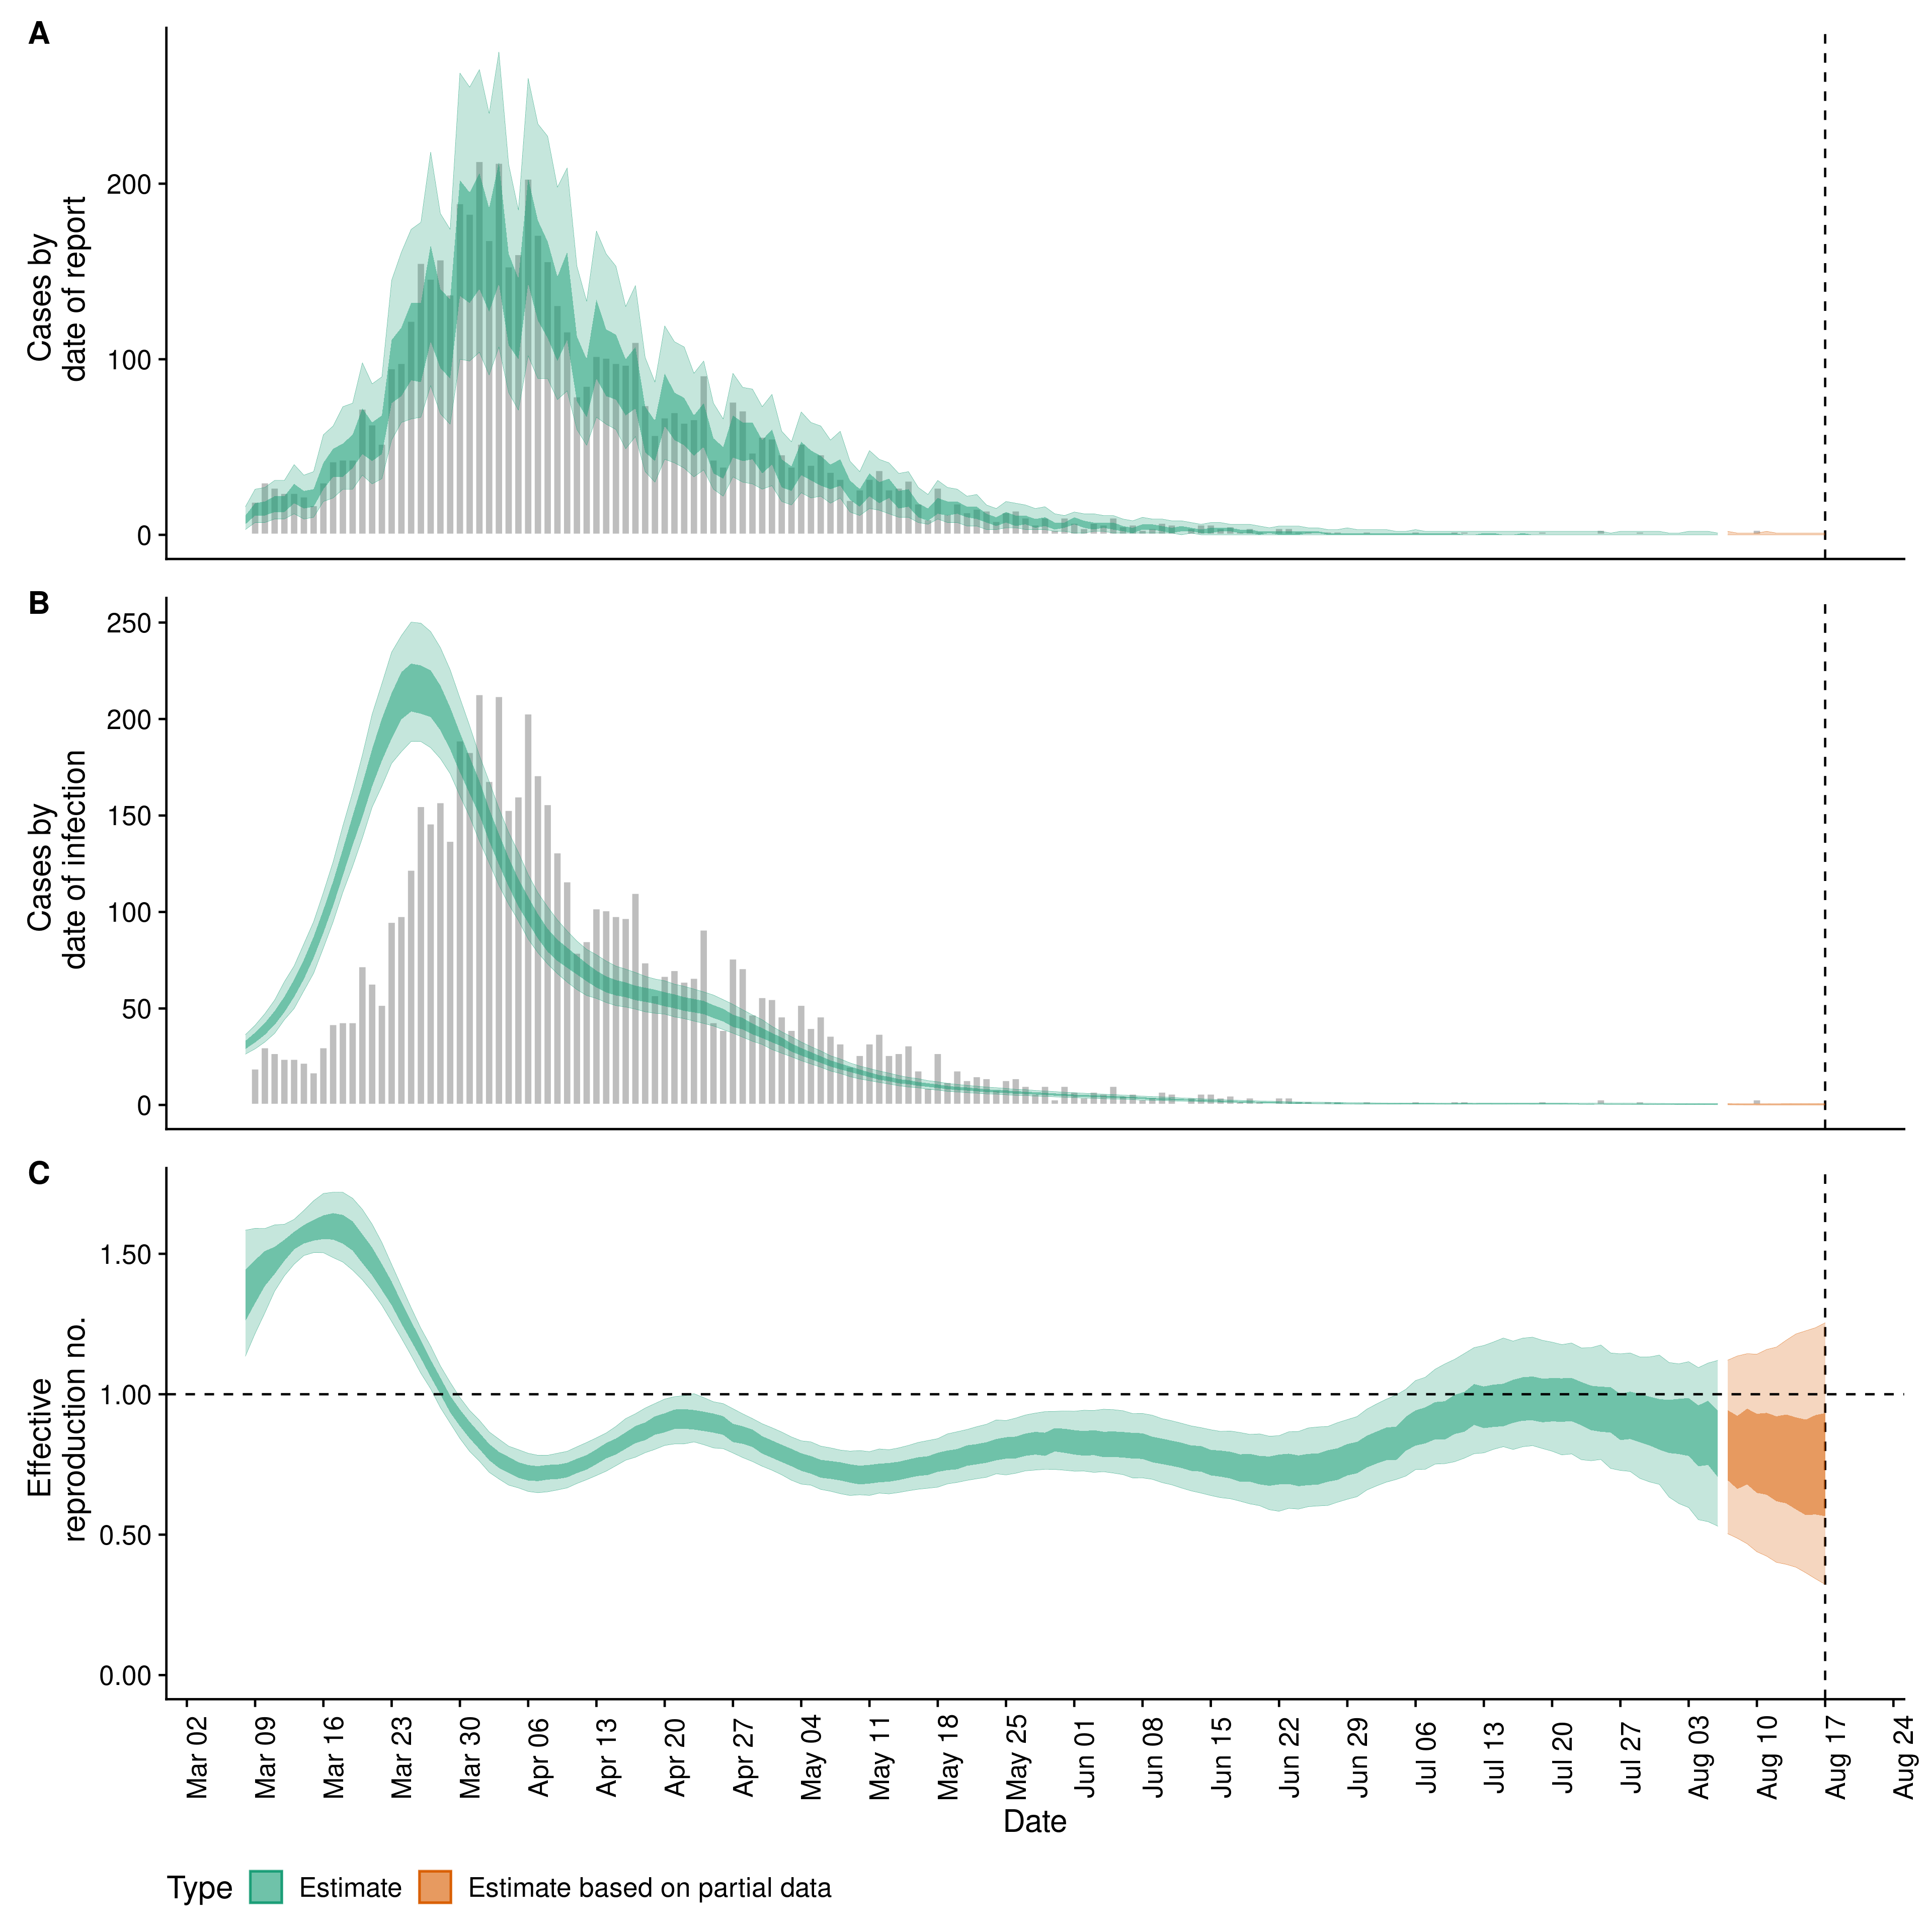 A
Cases by
date of report
200
100
0
B
Cases by
date of infection
250
200
150
100
50
0
C
Effective
reproduction no.
1.50
1.00
0.50
0.00
Mar 02
Mar 09
Mar 16
Mar 23
Mar 30
Apr 06
Apr 13
Apr 20
Apr 27
May 04
May 11
May 18
May 25
Jun 01
Jun 08
Jun 15
Jun 22
Jun 29
Jul 06
Jul 13
Jul 20
Jul 27
Aug 03
Aug 10
Aug 17
Aug 24
Date
Type Estimate Estimate based on partial data